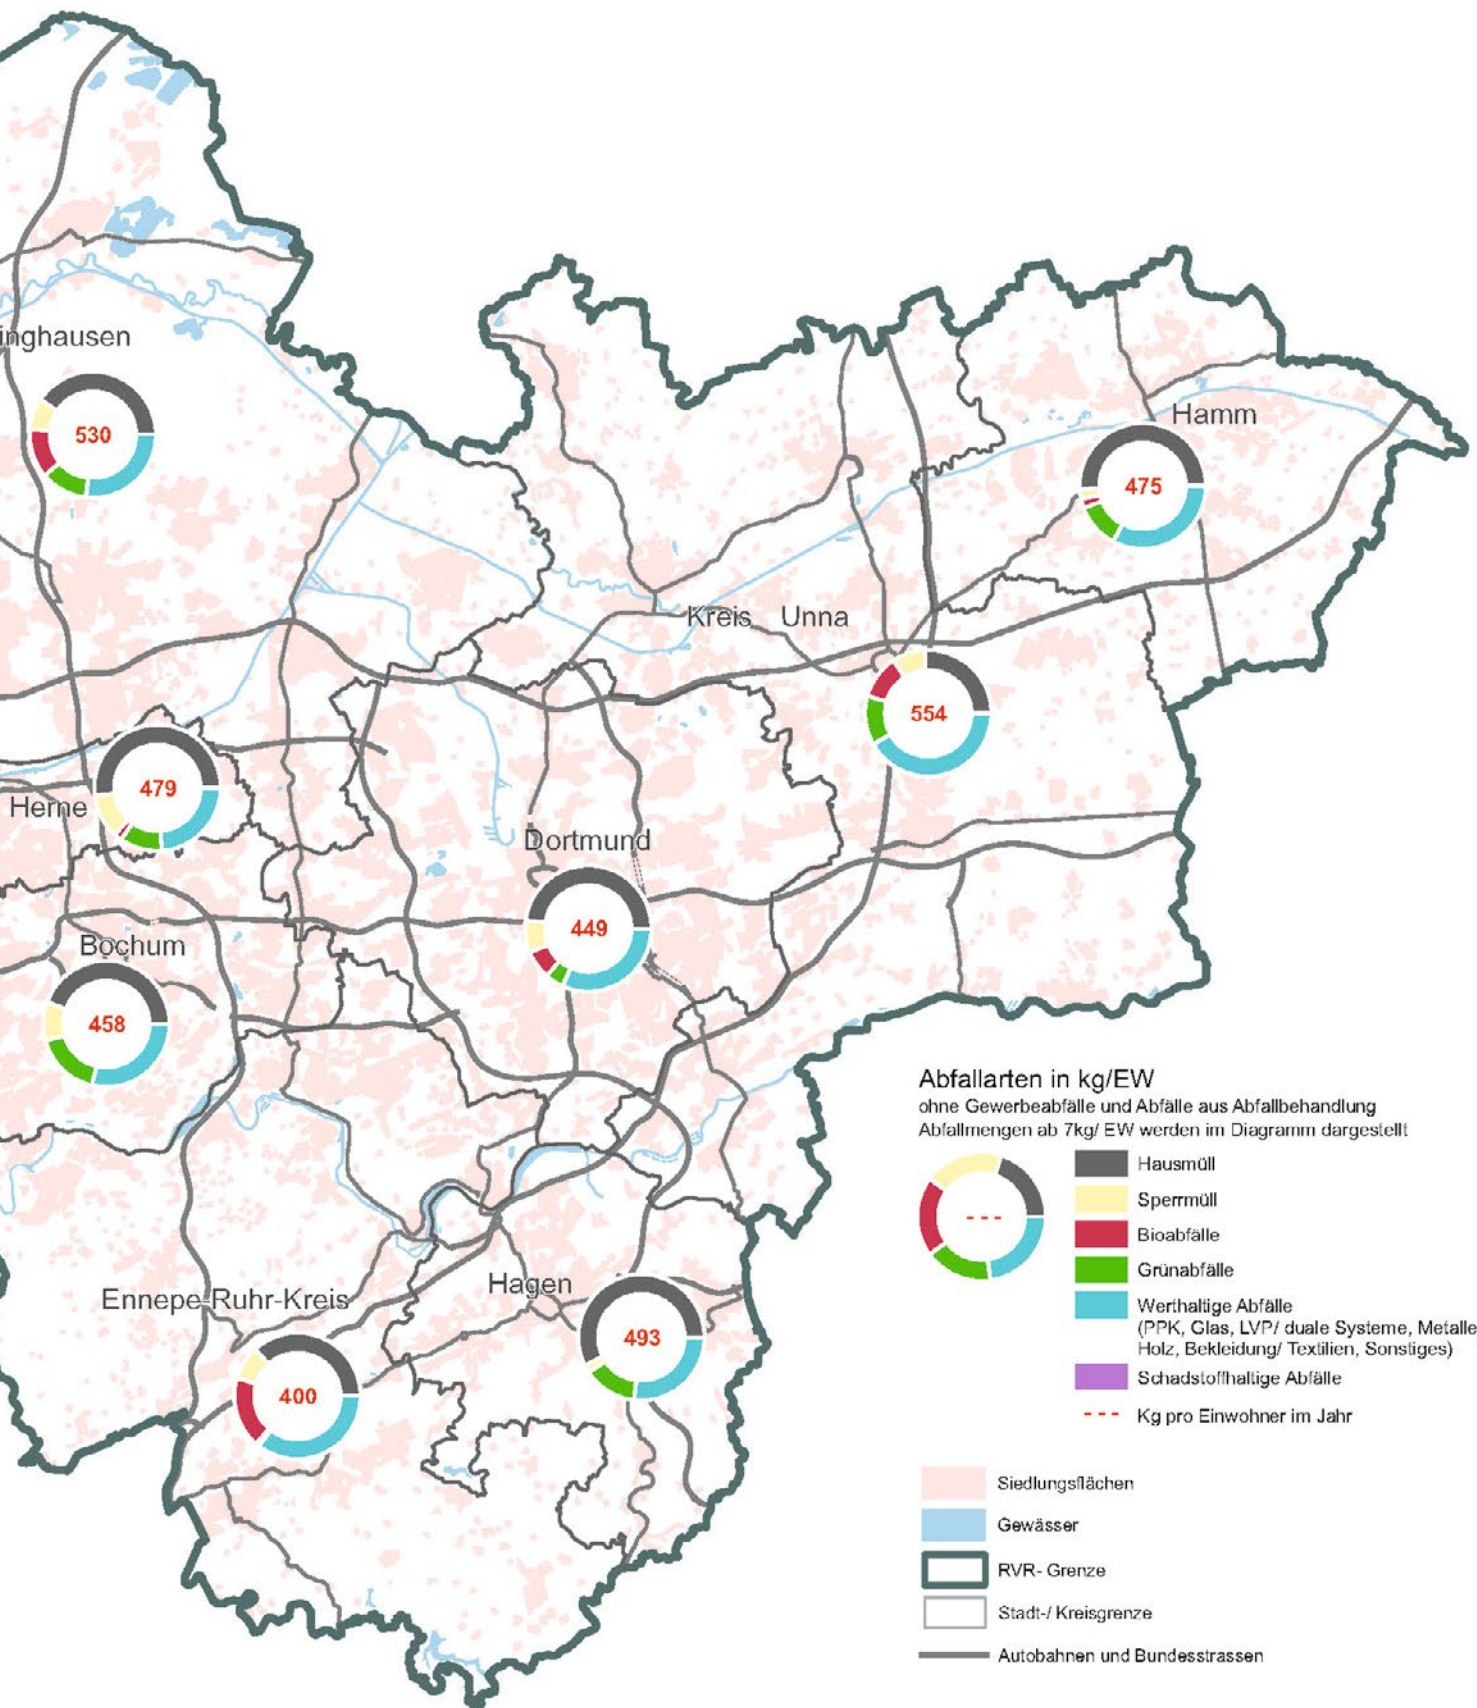 inghausen
530
Hamm
475
Kreis Unna
554
479
Herne
Dortmund
449
Bochum
458
Hagen
493
Ennepe-Ruhr-Kreis
400
Abfallarten in kg/EW
ohne Gewerbeabfälle und Abfälle aus Abfallbehandlung
Abfallmengen ab 7kg/ EW werden im Diagramm dargestellt
Hausmüll
Sperrmüll
Bioabfälle
Grünabfälle
Werthaltige Abfälle
(PPK, Glas, LVP/ duale Systeme, Metalle
Holz, Bekleidung/ Textilien, Sonstiges)
Schadstoffhaltige Abfälle
Kg pro Einwohner im Jahr
Siedlungsflächen
Gewässer
RVR- Grenze
Stadt-/ Kreisgrenze
Autobahnen und Bundesstrassen